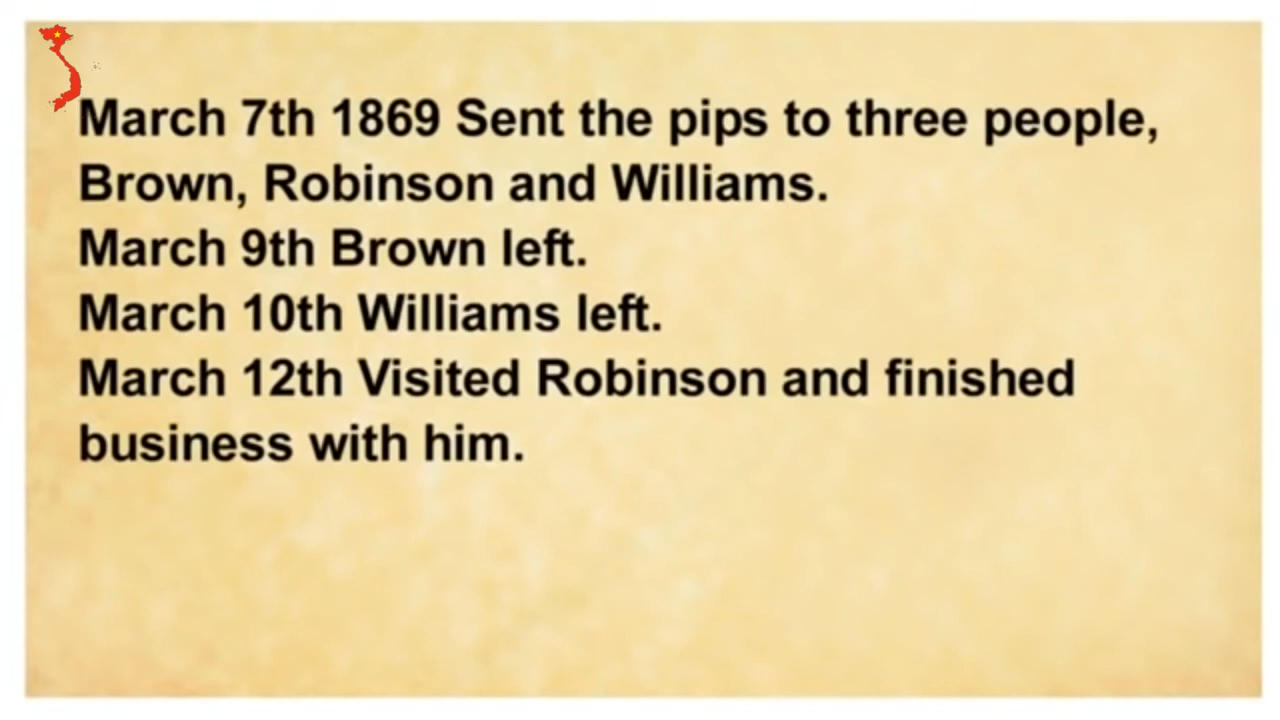 March 7th 1869 Sent the pips to three people,
Brown, Robinson and Williams.
March 9th Brown left.
March 10th Williams left.
March 12th Visited Robinson and finished
business with him.